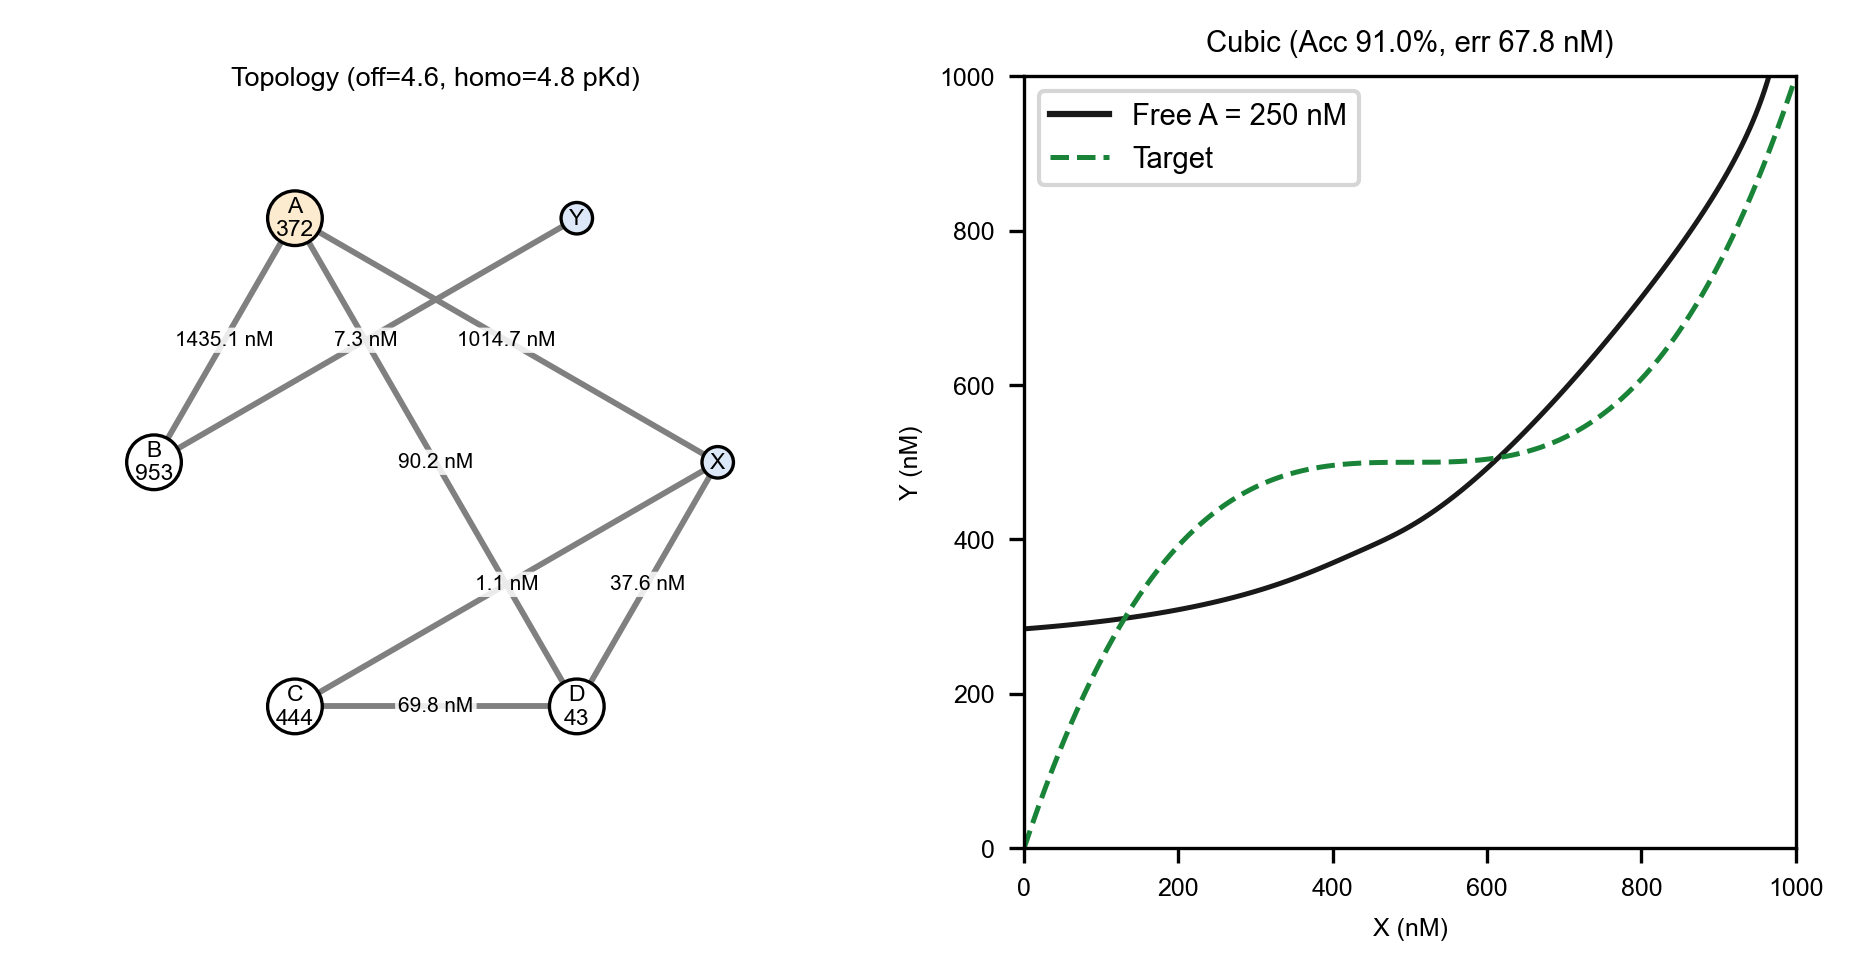 Topology (off=4.6, homo=4.8 pKd)
A
372
Y
1435.1 nM
7.3 nM
1014.7 nM
B
953
90.2 nM
X
1.1 nM
37.6 nM
C
444
69.8 nM
D
43
Cubic (Acc 91.0%, err 67.8 nM)
Free A = 250 nM
Target
1000
800
600
400
200
0
Y (nM)
0
200
400
600
800
1000
X (nM)